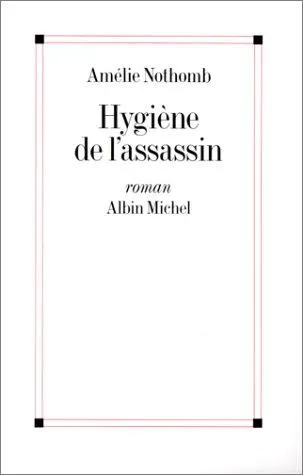 Amélie Nothomb
Hygiène
de l'assassin
roman
Albin Michel